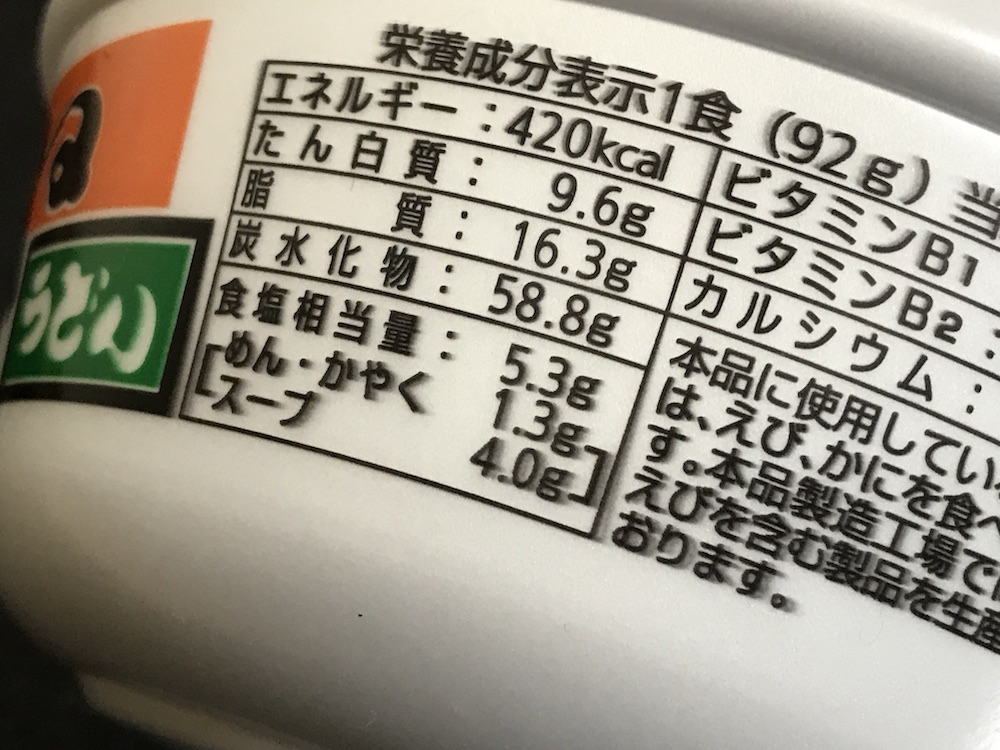 栄養成分表示1食(92g)当
エネルギー:420kcal
たん白質:9.6g
脂質:16.3g
炭水化物:58.8g
食塩相当量:5.3g
[めん・かやく 1.3g
スープ 4.0g]
ビタミンB1
ビタミンB2:
カルシウム:
本品に使用してい
は、えび、かにを食べ
す。本品製造工場で
えびを含む製品を生産
おります。
a
うどん